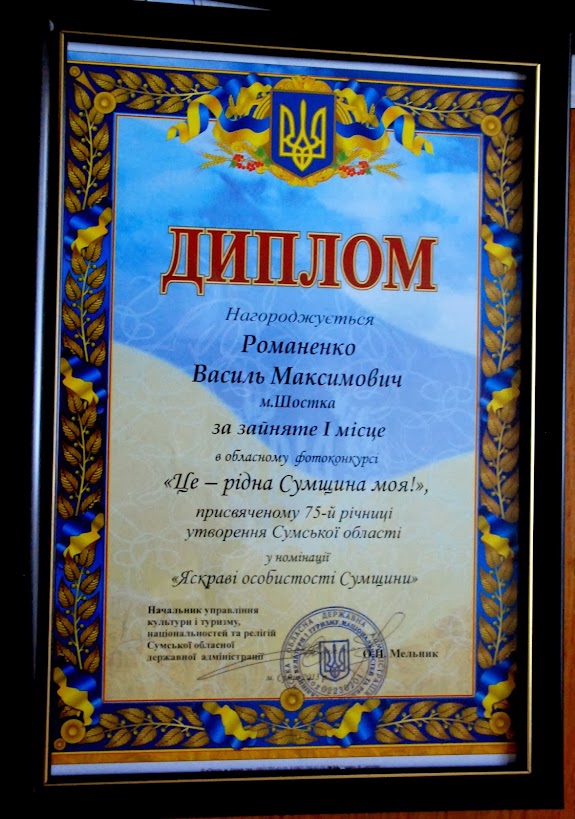 ДИПЛОМ
Нагороджується
Романенко
Василь Максимович
м.Шостка
за зайняте І місце
в обласному фотоконкурсі
«Це – рідна Сумщина моя!»,
присвяченому 75-й річниці
утворення Сумської області
у номінації
«Яскраві особистості Сумщини»
Начальник управління
культури і туризму,
національностей та релігій
Сумської обласної
державної адміністрації
О.П. Мельник